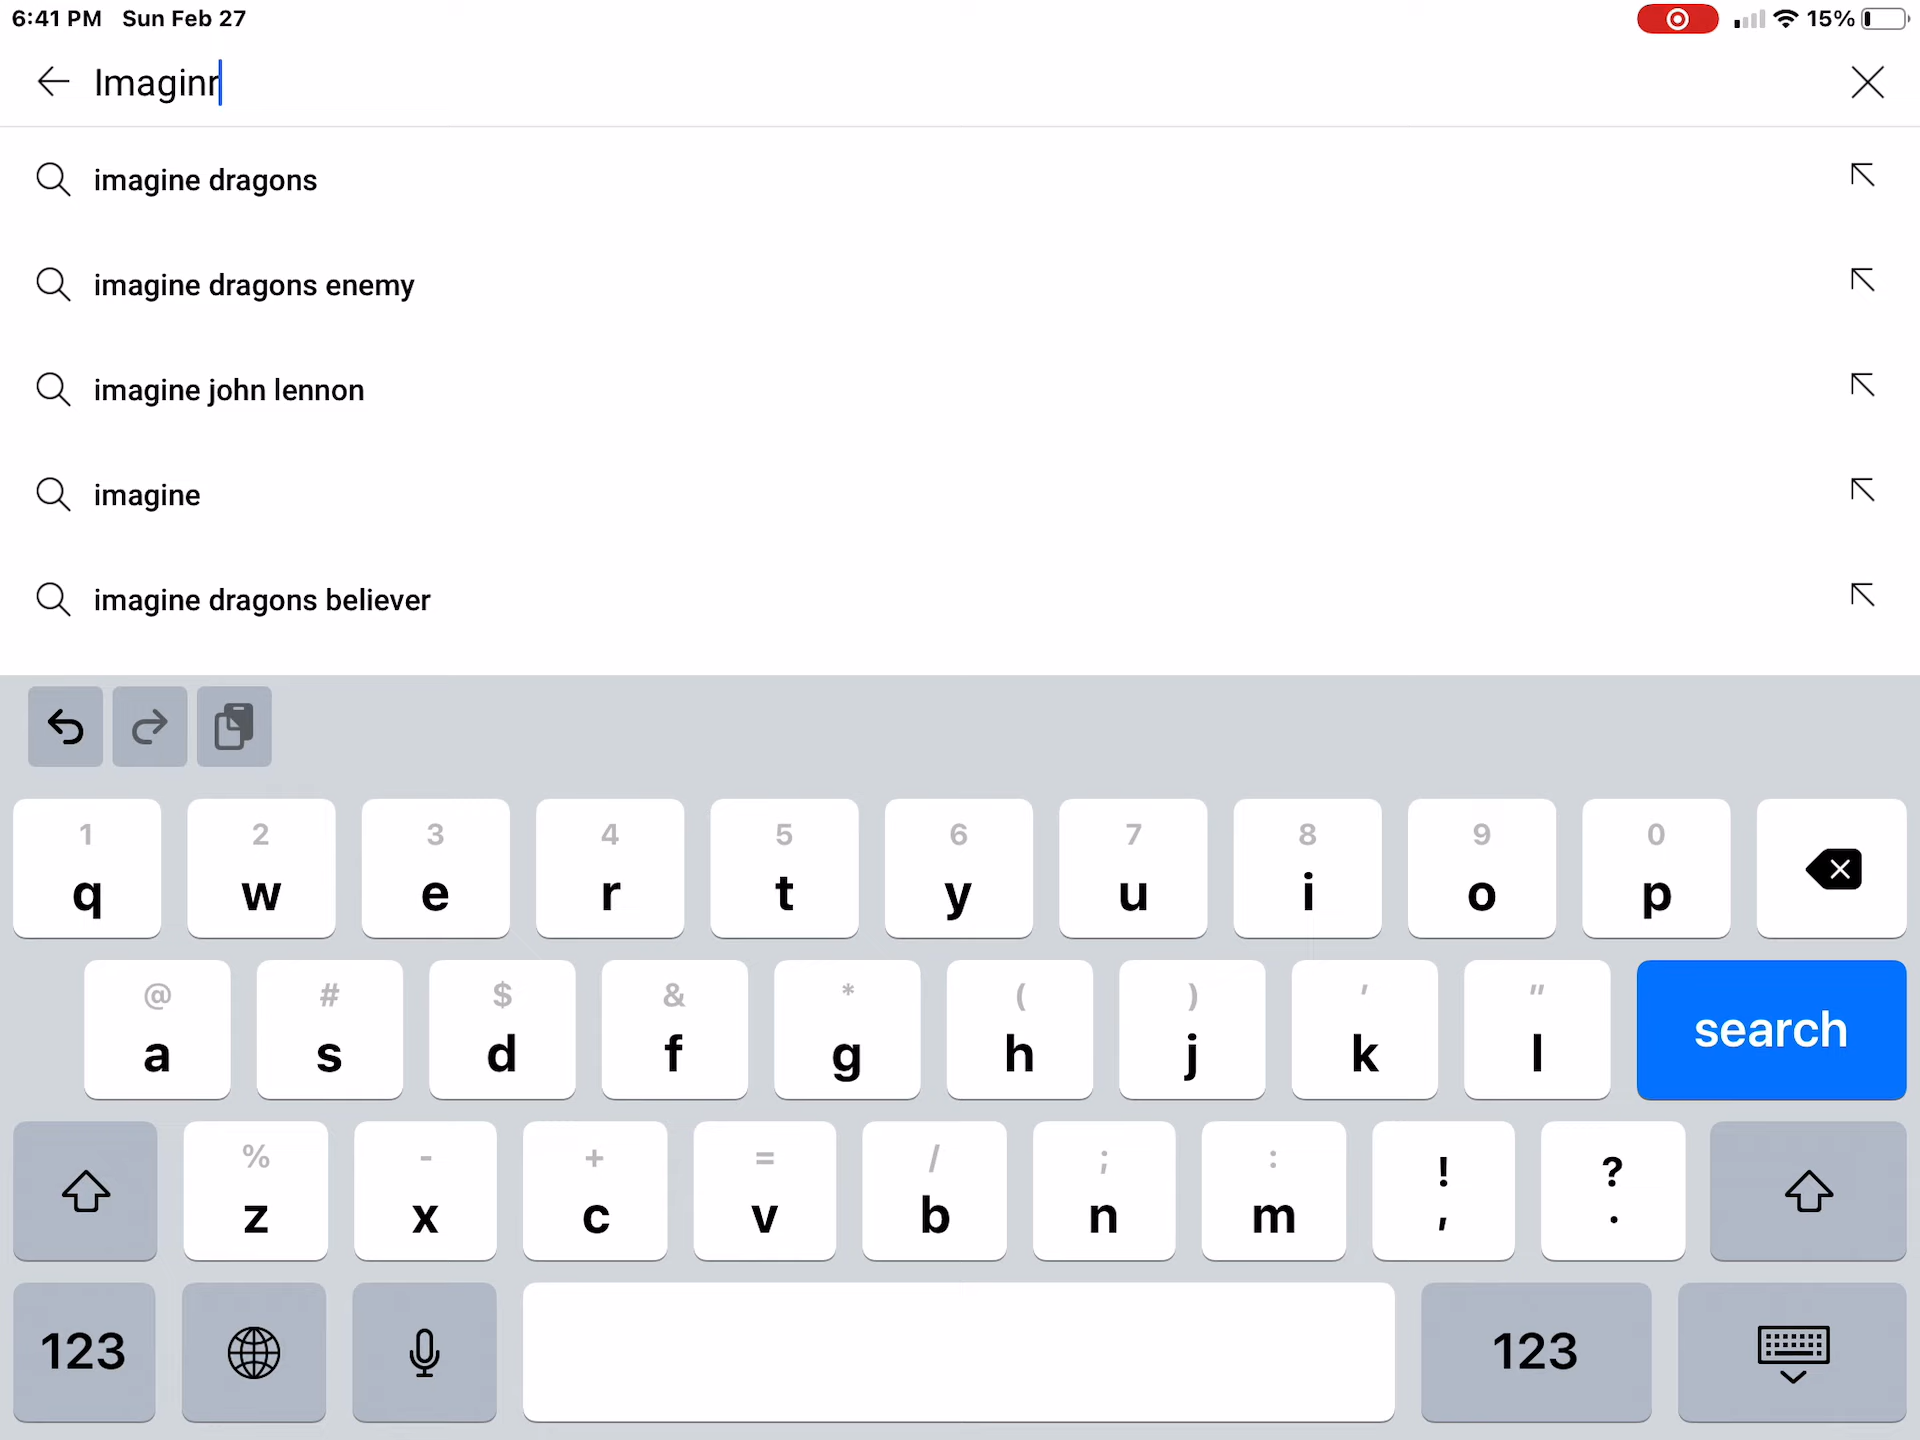 6:41 PM Sun Feb 27 15%
Imaginr
imagine dragons
imagine dragons enemy
imagine john lennon
imagine
imagine dragons believer
1 2 3 4 5 6 7 8 9 0
q w e r t y u i o p
@ # $ & * ( ) ' "
a s d f g h j k l search
% - + = / ; : ! ?
z x c v b n m , .
123 123